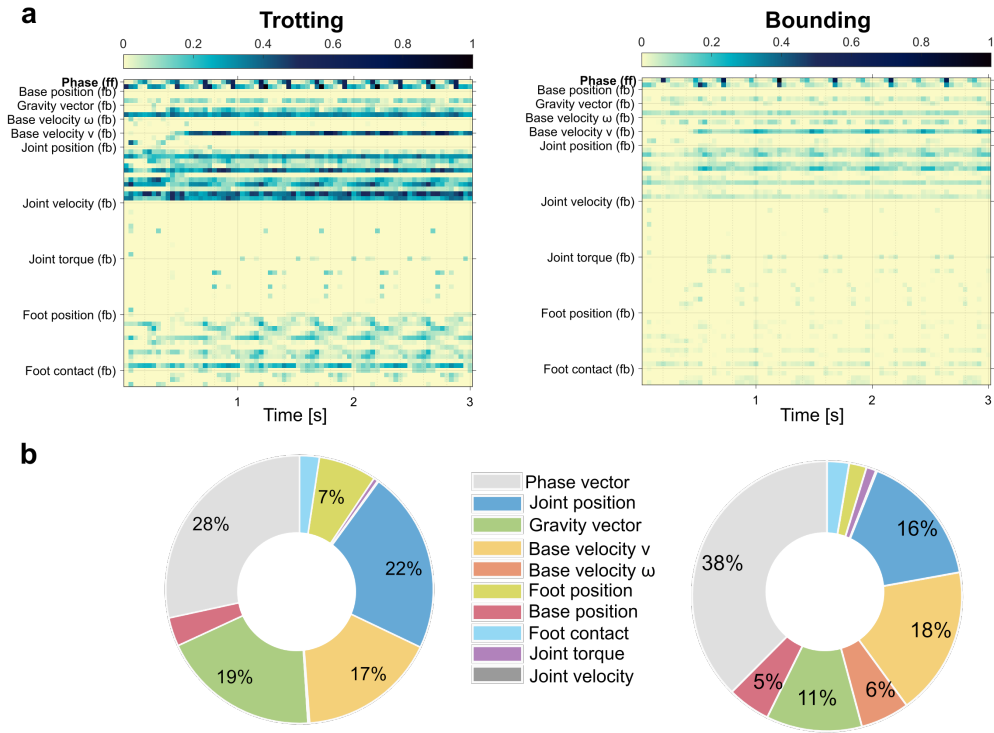 a
Trotting
Bounding
0 0.2 0.4 0.6 0.8 1
0 0.2 0.4 0.6 0.8 1
Phase (ff)
Base position (fb)
Gravity vector (fb)
Base velocity ω (fb)
Base velocity v (fb)
Joint position (fb)
Joint velocity (fb)
Joint torque (fb)
Foot position (fb)
Foot contact (fb)
1 2 3
Time [s]
Phase (ff)
Base position (fb)
Gravity vector (fb)
Base velocity ω (fb)
Base velocity v (fb)
Joint position (fb)
Joint velocity (fb)
Joint torque (fb)
Foot position (fb)
Foot contact (fb)
1 2 3
Time [s]
b
28%
7%
22%
17%
19%
Phase vector
Joint position
Gravity vector
Base velocity v
Base velocity ω
Foot position
Base position
Foot contact
Joint torque
Joint velocity
38%
16%
18%
6%
11%
5%